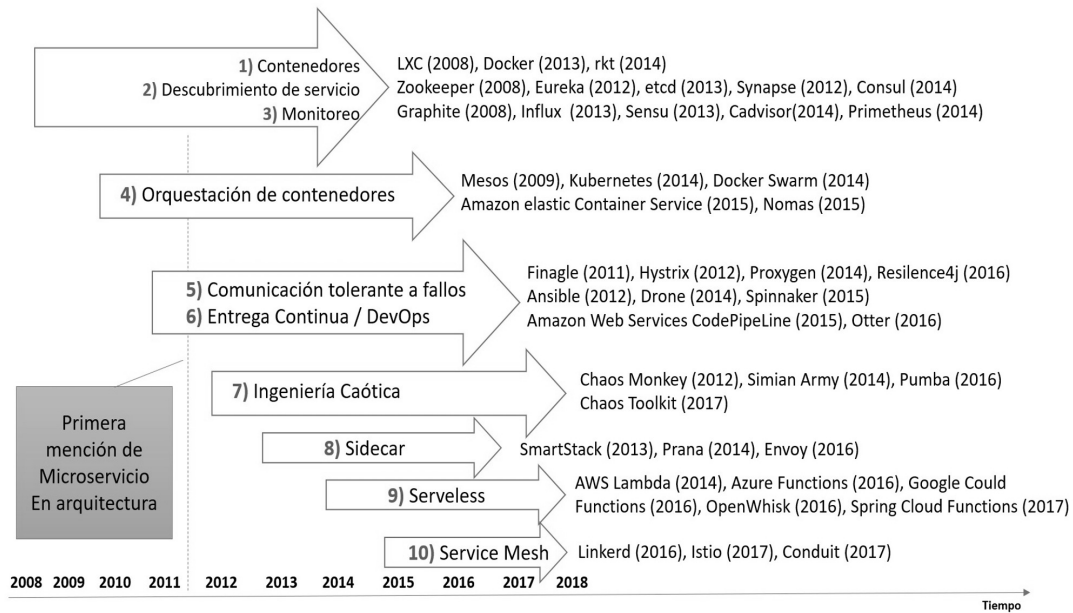 1) Contenedores
2) Descubrimiento de servicio
3) Monitoreo
LXC (2008), Docker (2013), rkt (2014)
Zookeeper (2008), Eureka (2012), etcd (2013), Synapse (2012), Consul (2014)
Graphite (2008), Influx (2013), Sensu (2013), Cadvisor(2014), Primetheus (2014)
4) Orquestación de contenedores
Mesos (2009), Kubernetes (2014), Docker Swarm (2014)
Amazon elastic Container Service (2015), Nomas (2015)
5) Comunicación tolerante a fallos
6) Entrega Continua / DevOps
Finagle (2011), Hystrix (2012), Proxygen (2014), Resilence4j (2016)
Ansible (2012), Drone (2014), Spinnaker (2015)
Amazon Web Services CodePipeLine (2015), Otter (2016)
7) Ingeniería Caótica
Chaos Monkey (2012), Simian Army (2014), Pumba (2016)
Chaos Toolkit (2017)
Primera
mención de
Microservicio
En arquitectura
8) Sidecar
SmartStack (2013), Prana (2014), Envoy (2016)
9) Serveless
AWS Lambda (2014), Azure Functions (2016), Google Could
Functions (2016), OpenWhisk (2016), Spring Cloud Functions (2017)
10) Service Mesh
Linkerd (2016), Istio (2017), Conduit (2017)
2008 2009 2010 2011 2012 2013 2014 2015 2016 2017 2018
Tiempo